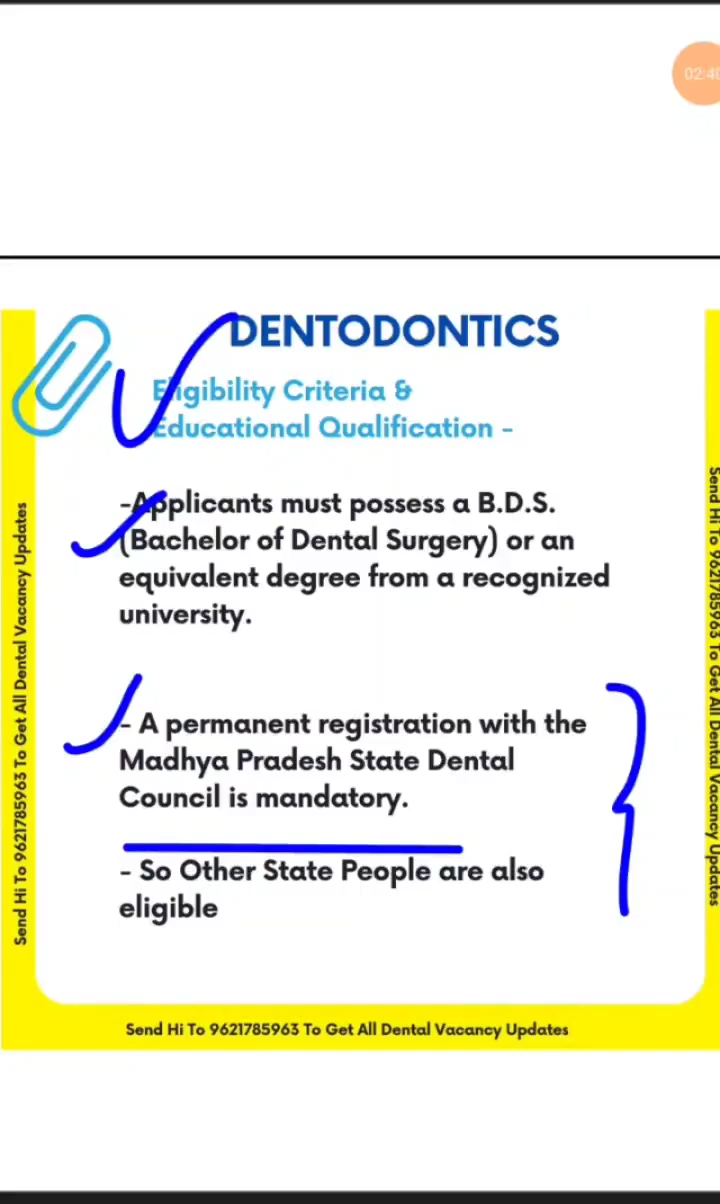 02:40
DENTODONTICS
Eligibility Criteria &
Educational Qualification -
-Applicants must possess a B.D.S.
(Bachelor of Dental Surgery) or an
equivalent degree from a recognized
university.
- A permanent registration with the
Madhya Pradesh State Dental
Council is mandatory.
- So Other State People are also
eligible
Send Hi To 9621785963 To Get All Dental Vacancy Updates
Send Hi To 9621785963 To Get All Dental Vacancy Updates
Send Hi To 9621785963 To Get All Dental Vacancy Updates